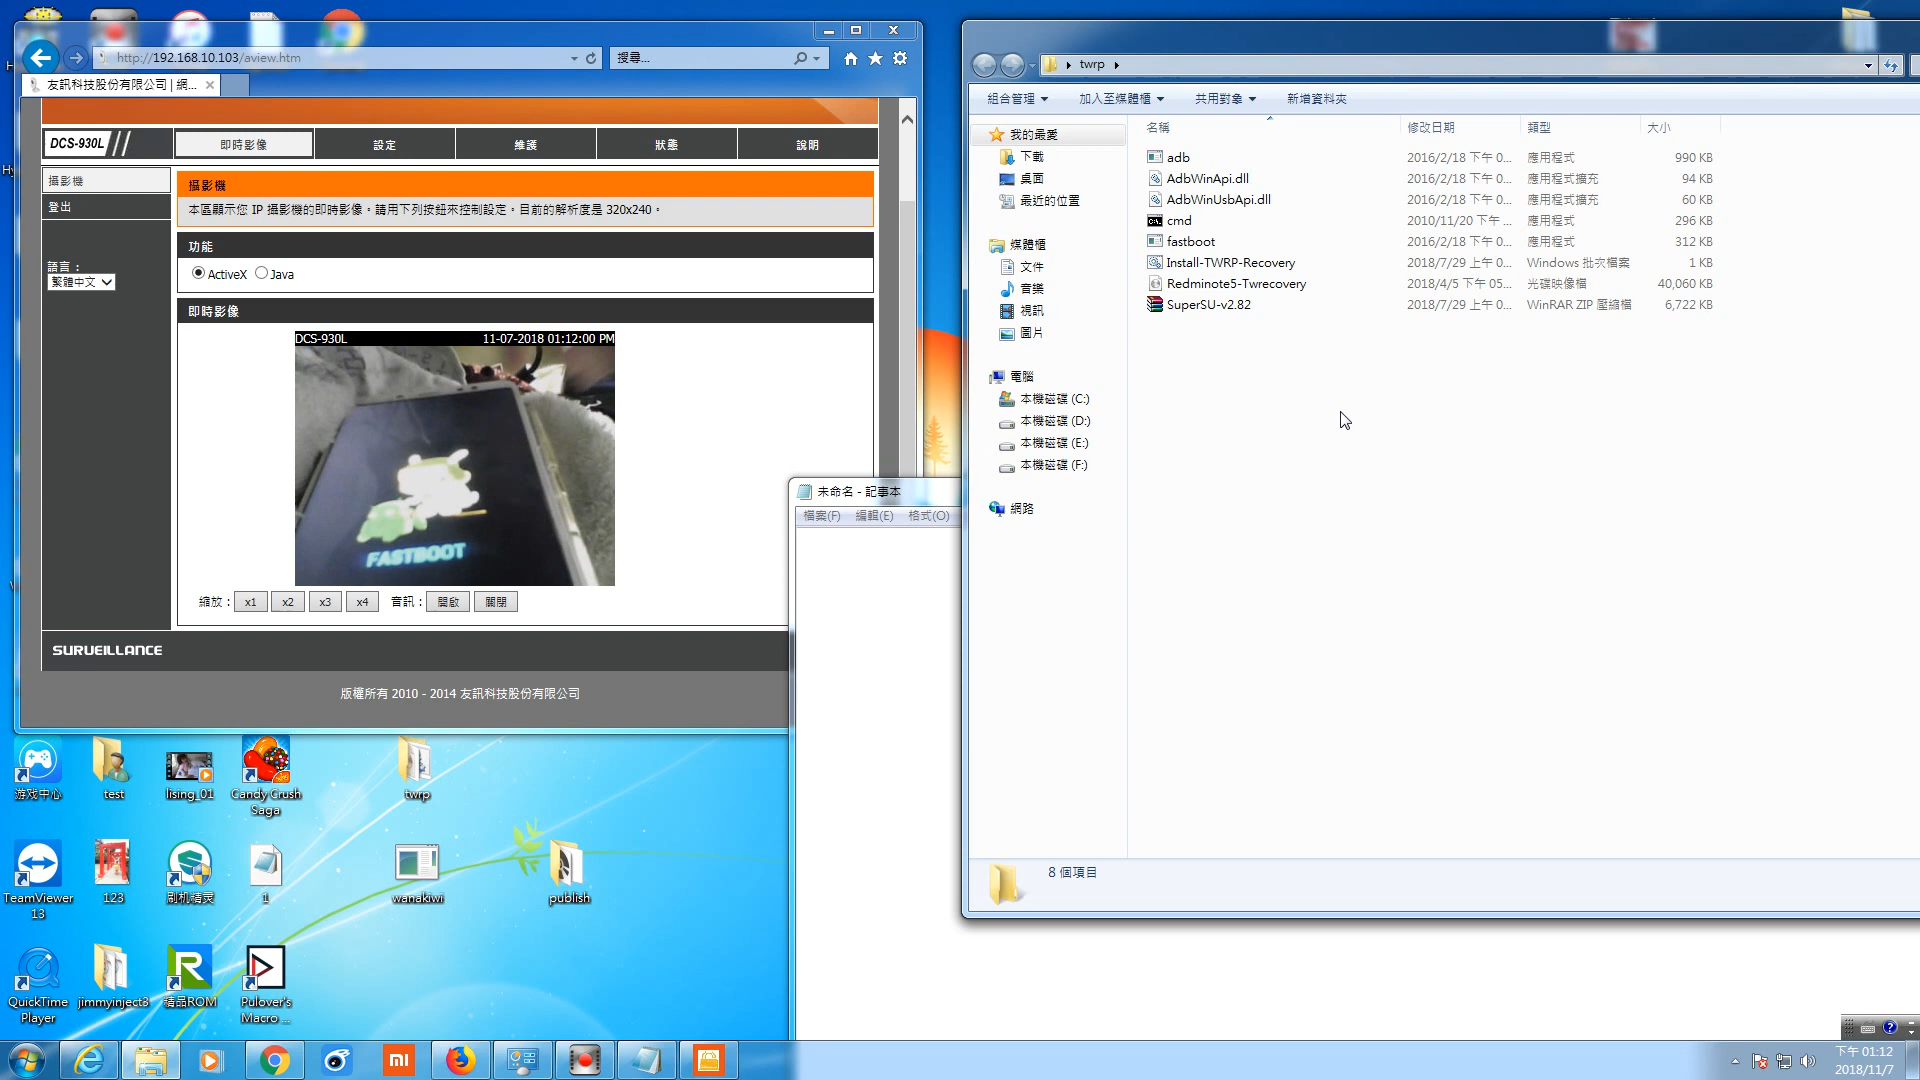 http://192.168.10.103/aview.htm
搜尋...
友訊科技股份有限公司 | 網...
DCS-930L
即時影像
設定
維護
狀態
說明
攝影機
登出
語言：
繁體中文
攝影機
本區顯示您 IP 攝影機的即時影像。請用下列按鈕來控制設定。目前的解析度是 320x240。
功能
ActiveX Java
即時影像
DCS-930L 11-07-2018 01:12:00 PM
FASTBOOT
縮放： x1 x2 x3 x4 音訊： 開啟 關閉
SURVEILLANCE
版權所有 2010 - 2014 友訊科技股份有限公司
未命名 - 記事本
檔案(F) 編輯(E) 格式(O)
twrp
組合管理 加入至媒體櫃 共用對象 新增資料夾
我的最愛
下載
桌面
最近的位置
媒體櫃
文件
音樂
視訊
圖片
電腦
本機磁碟 (C:)
本機磁碟 (D:)
本機磁碟 (E:)
本機磁碟 (F:)
網路
名稱 修改日期 類型 大小
adb 2016/2/18 下午 0... 應用程式 990 KB
AdbWinApi.dll 2016/2/18 下午 0... 應用程式擴充 94 KB
AdbWinUsbApi.dll 2016/2/18 下午 0... 應用程式擴充 60 KB
cmd 2010/11/20 下午 ... 應用程式 296 KB
fastboot 2016/2/18 下午 0... 應用程式 312 KB
Install-TWRP-Recovery 2018/7/29 上午 0... Windows 批次檔案 1 KB
Redminote5-Twrecovery 2018/4/5 下午 05... 光碟映像檔 40,060 KB
SuperSU-v2.82 2018/7/29 上午 0... WinRAR ZIP 壓縮檔 6,722 KB
8 個項目
游戏中心
test
lising_01
Candy Crush
Saga
twrp
TeamViewer
13
123
刷机精灵
1
wanakiwi
publish
QuickTime
Player
jimmyinject3
精品ROM
Pulover's
Macro ...
下午 01:12
2018/11/7